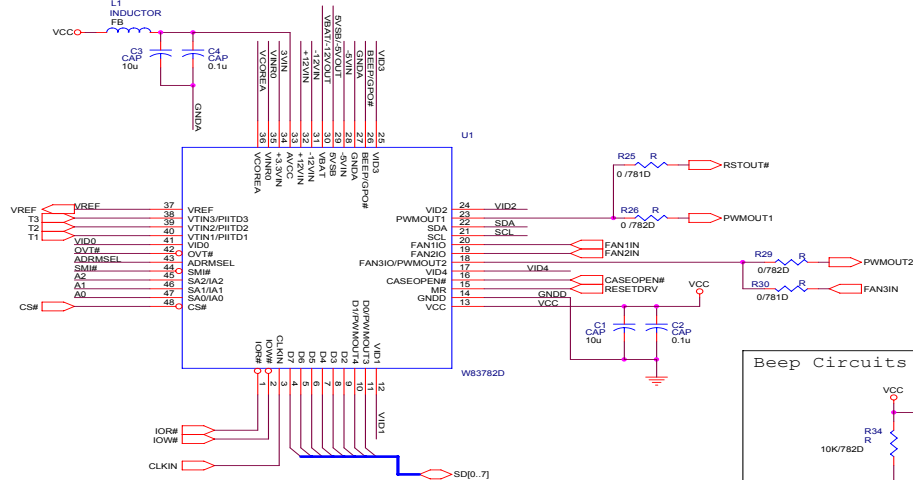 L1
INDUCTOR
FB
VCC
C3
CAP
10u
C4
CAP
0.1u
GNDA
VCOREA
VINR0
3VIN
+12VIN
-12VIN
VBAT/-12VOUT
5VSB/-5VOUT
-5VIN
GNDA
BEEP/GPO#
VID3
36 35 34 33 32 31 30 29 28 27 26 25
VCOREA
VINR0
+3.3VIN
AVCC
+12VIN
-12VIN
VBAT
5VSB
-5VIN
GNDA
BEEP/GPO#
VID3
U1
R25 R
0 /781D
RSTOUT#
R26 R
0 /782D
PWMOUT1
VREF VREF 37 VREF
T3 38 VTIN3/PIITD3
T2 39 VTIN2/PIITD2
T1 40 VTIN1/PIITD1
VID0 41 VID0
OVT# 42 OVT#
ADRMSEL 43 ADRMSEL
SMI# 44 SMI#
A2 45 SA2/IA2
A1 46 SA1/IA1
A0 47 SA0/IA0
CS# 48 CS#
VID2 24 VID2
PWMOUT1 23
SDA 22 SDA
SCL 21 SCL
FAN1IO 20 FAN1IN
FAN2IO 19 FAN2IN
FAN3IO/PWMOUT2 18
VID4 17 VID4
CASEOPEN# 16 CASEOPEN#
MR 15 RESETDRV
GNDD 14 GNDD
VCC 13 VCC
R29 R
0/782D
PWMOUT2
R30 R
0/781D
FAN3IN
VCC
C1
CAP
10u
C2
CAP
0.1u
IOR#
IOW#
CLKIN
D7
D6
D5
D4
D3
D2
D1/PWMOUT4
D0/PWMOUT3
VID1
W83782D
1 2 3 4 5 6 7 8 9 10 11 12
VID1
IOR#
IOW#
CLKIN
SD[0..7]
Beep Circuits
VCC
R34
R
10K/782D